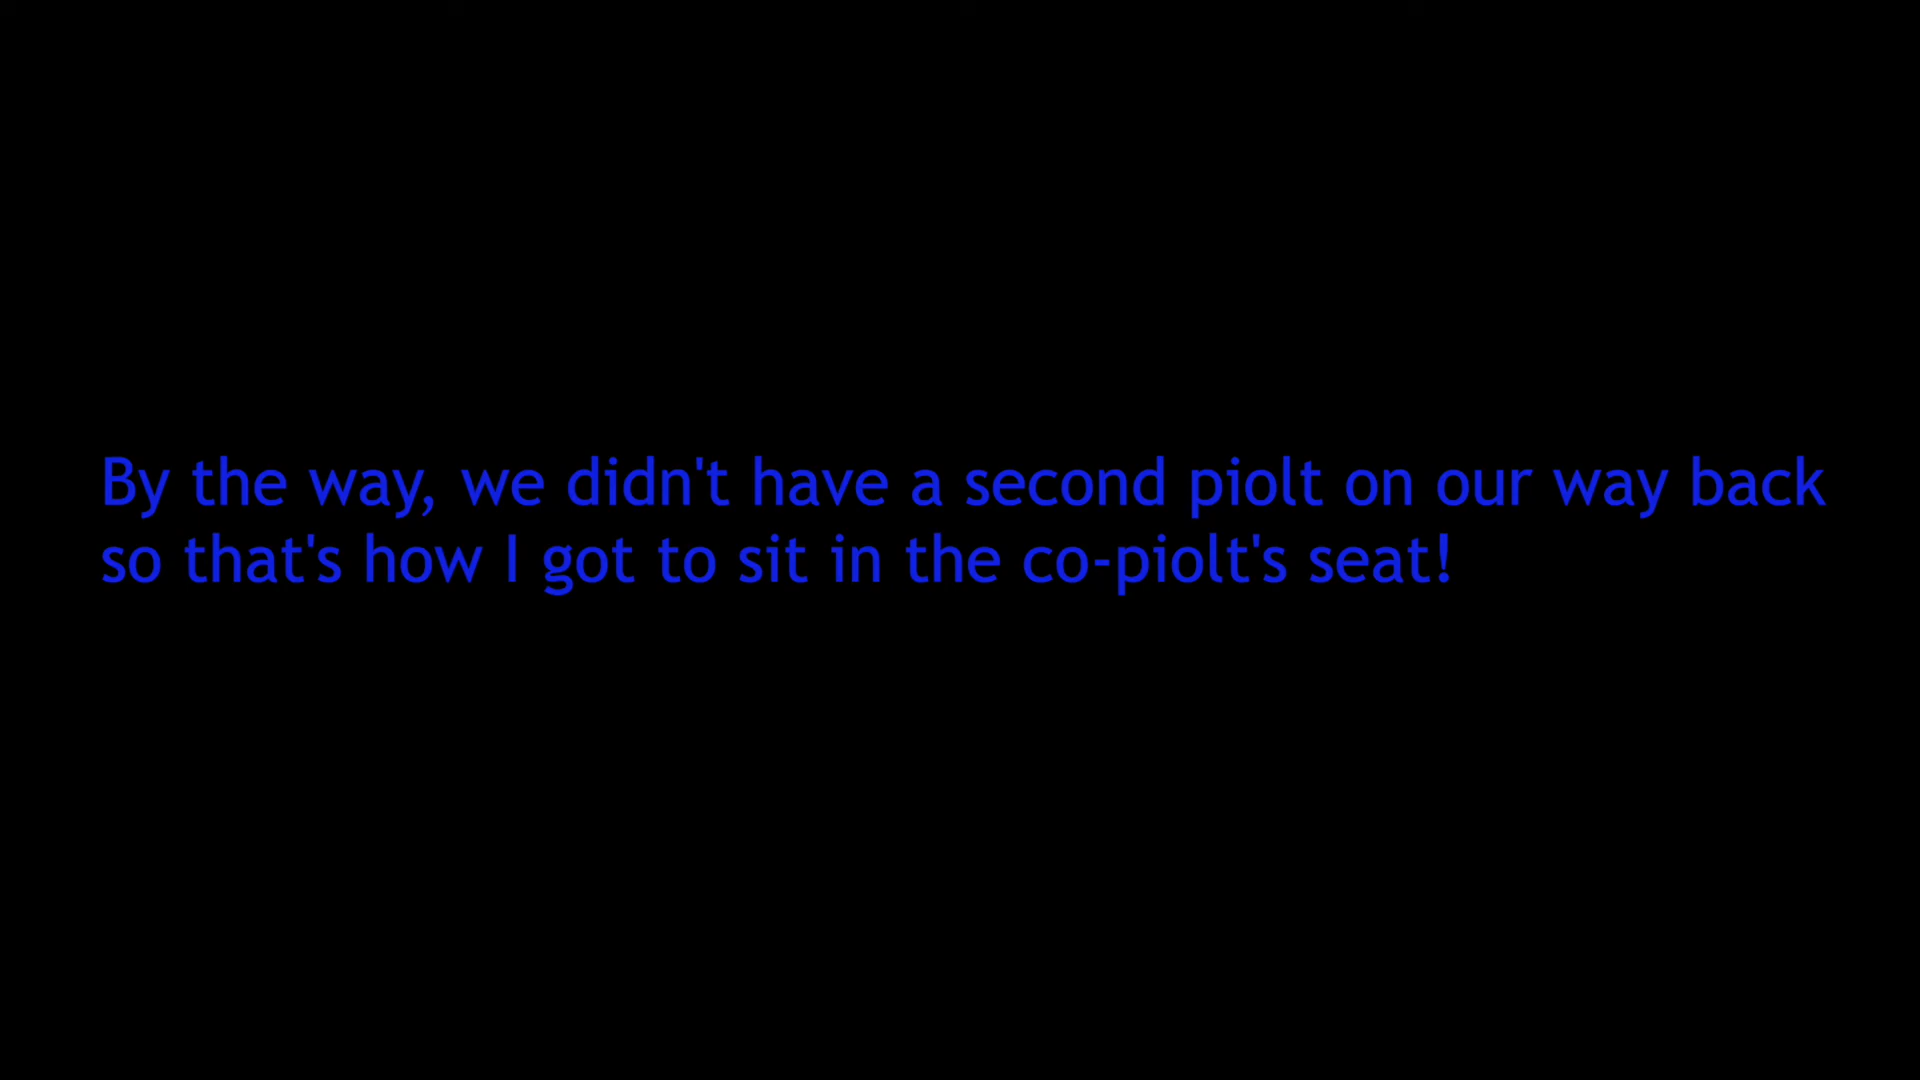 By the way, we didn't have a second piolt on our way back
so that's how I got to sit in the co-piolt's seat!